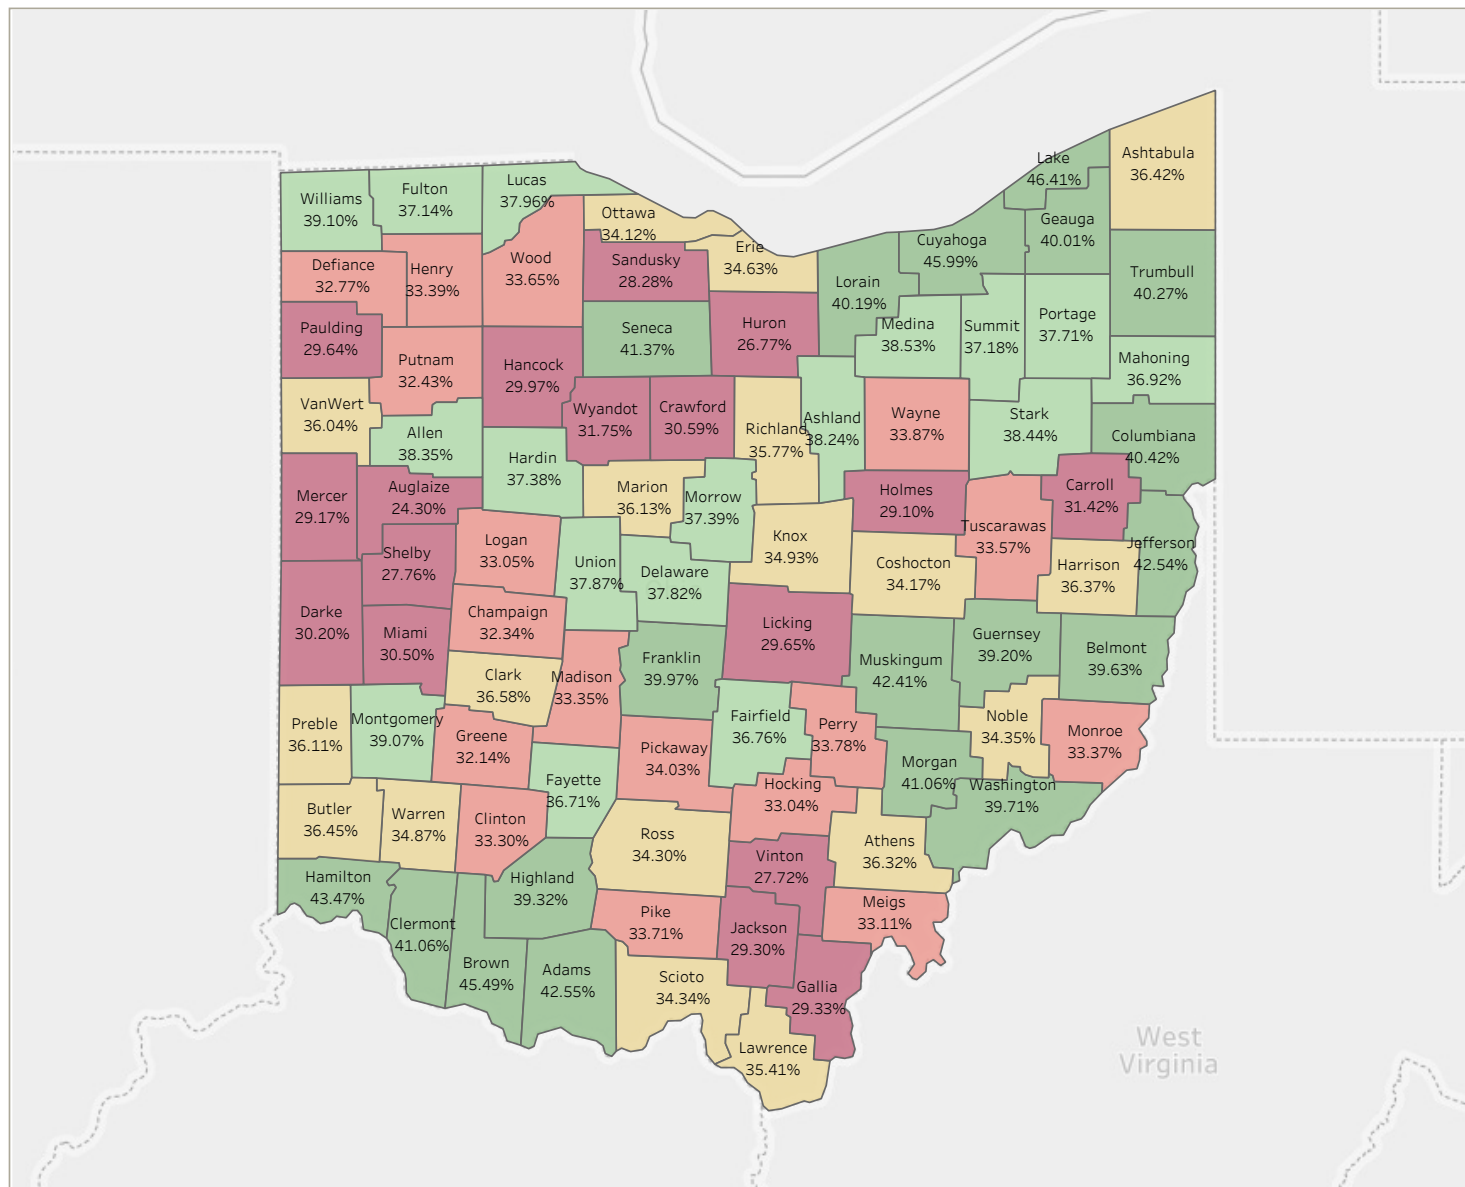 Lake
46.41%
Ashtabula
36.42%
Williams
39.10%
Fulton
37.14%
Lucas
37.96%
Ottawa
34.12%
Geauga
40.01%
Cuyahoga
45.99%
Erie
34.63%
Wood
33.65%
Sandusky
28.28%
Defiance
32.77%
Henry
33.39%
Lorain
40.19%
Trumbull
40.27%
Paulding
29.64%
Seneca
41.37%
Huron
26.77%
Medina
38.53%
Summit
37.18%
Portage
37.71%
Putnam
32.43%
Hancock
29.97%
Mahoning
36.92%
VanWert
36.04%
Wyandot
31.75%
Crawford
30.59%
Richland
35.77%
Ashland
38.24%
Wayne
33.87%
Stark
38.44%
Allen
38.35%
Columbiana
40.42%
Hardin
37.38%
Mercer
29.17%
Auglaize
24.30%
Marion
36.13%
Morrow
37.39%
Holmes
29.10%
Carroll
31.42%
Tuscarawas
33.57%
Shelby
27.76%
Logan
33.05%
Union
37.87%
Delaware
37.82%
Knox
34.93%
Coshocton
34.17%
Harrison
36.37%
Jefferson
42.54%
Darke
30.20%
Miami
30.50%
Champaign
32.34%
Licking
29.65%
Guernsey
39.20%
Belmont
39.63%
Clark
36.58%
Madison
33.35%
Franklin
39.97%
Muskingum
42.41%
Preble
36.11%
Montgomery
39.07%
Greene
32.14%
Pickaway
34.03%
Fairfield
36.76%
Perry
33.78%
Noble
34.35%
Monroe
33.37%
Fayette
36.71%
Hocking
33.04%
Morgan
41.06%
Washington
39.71%
Butler
36.45%
Warren
34.87%
Clinton
33.30%
Ross
34.30%
Vinton
27.72%
Athens
36.32%
Hamilton
43.47%
Highland
39.32%
Clermont
41.06%
Pike
33.71%
Jackson
29.30%
Meigs
33.11%
Brown
45.49%
Adams
42.55%
Scioto
34.34%
Gallia
29.33%
Lawrence
35.41%
West
Virginia